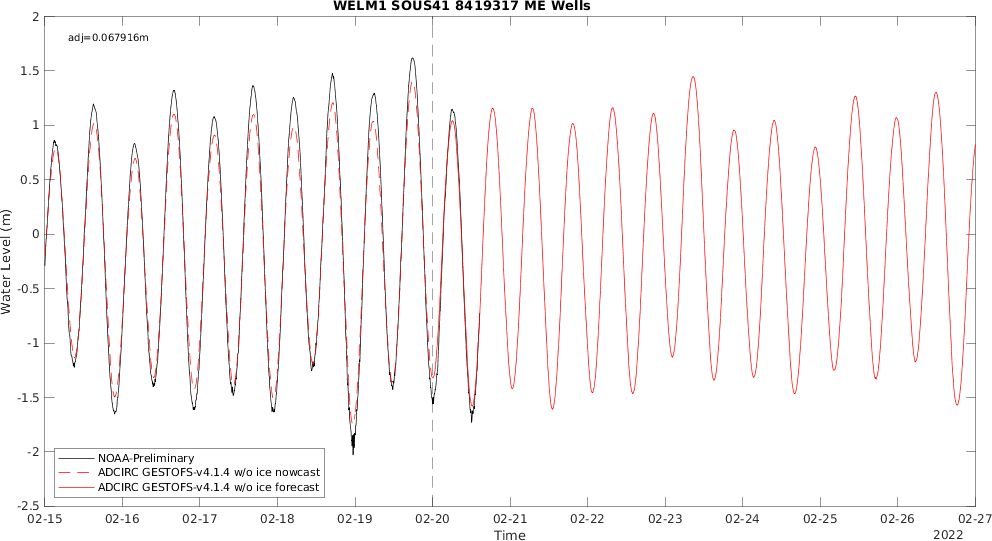 WELM1 SOUS41 8419317 ME Wells
adj=0.067916m
2
1.5
1
0.5
0
-0.5
-1
-1.5
-2
-2.5
Water Level (m)
NOAA-Preliminary
ADCIRC GESTOFS-v4.1.4 w/o ice nowcast
ADCIRC GESTOFS-v4.1.4 w/o ice forecast
02-15 02-16 02-17 02-18 02-19 02-20 02-21 02-22 02-23 02-24 02-25 02-26 02-27
Time
2022